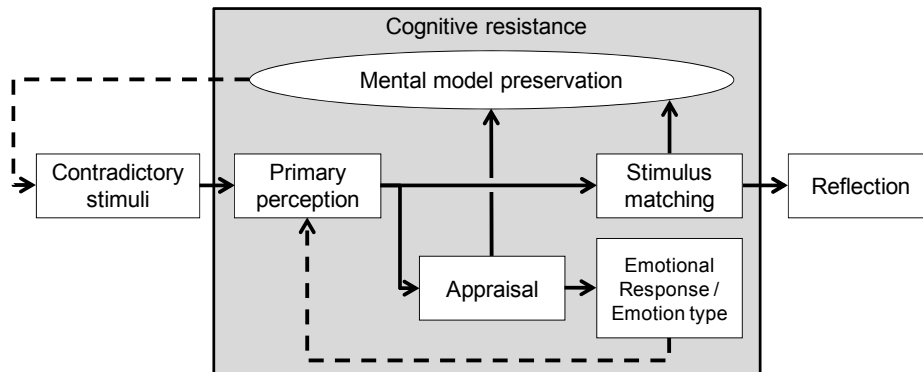 Cognitive resistance
Mental model preservation
Contradictory
stimuli
Primary
perception
Stimulus
matching
Reflection
Appraisal
Emotional
Response /
Emotion type